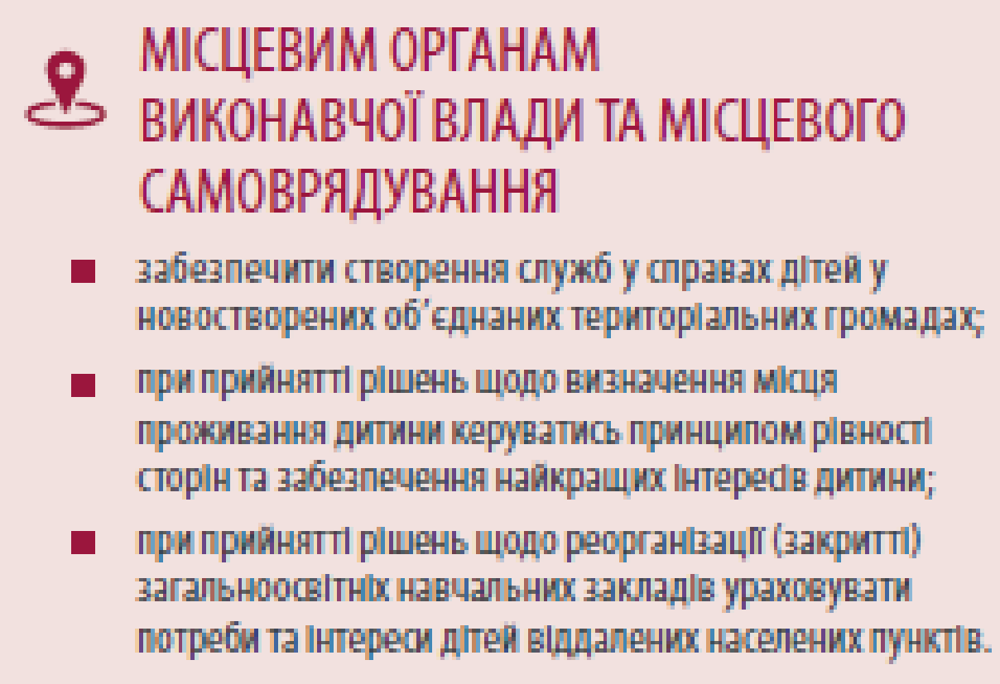 МІСЦЕВИМ ОРГАНАМ
ВИКОНАВЧОЇ ВЛАДИ ТА МІСЦЕВОГО
САМОВРЯДУВАННЯ
забезпечити створення служб у справах дітей у
новостворених об’єднаних територіальних громадах;
при прийнятті рішень щодо визначення місця
проживання дитини керуватись принципом рівності
сторін та забезпечення найкращих інтересів дитини;
при прийнятті рішень щодо реорганізації (закритті)
загальноосвітніх навчальних закладів ураховувати
потреби та інтереси дітей віддалених населених пунктів.